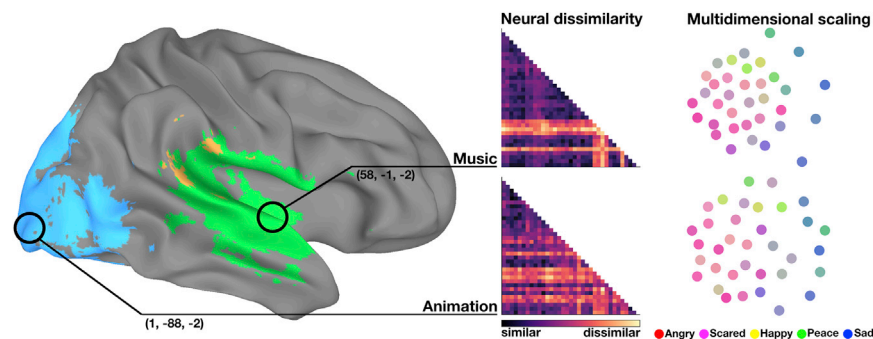 Neural dissimilarity
Multidimensional scaling
Music
(58, -1, -2)
Animation
(1, -88, -2)
similar
dissimilar
Angry
Scared
Happy
Peace
Sad